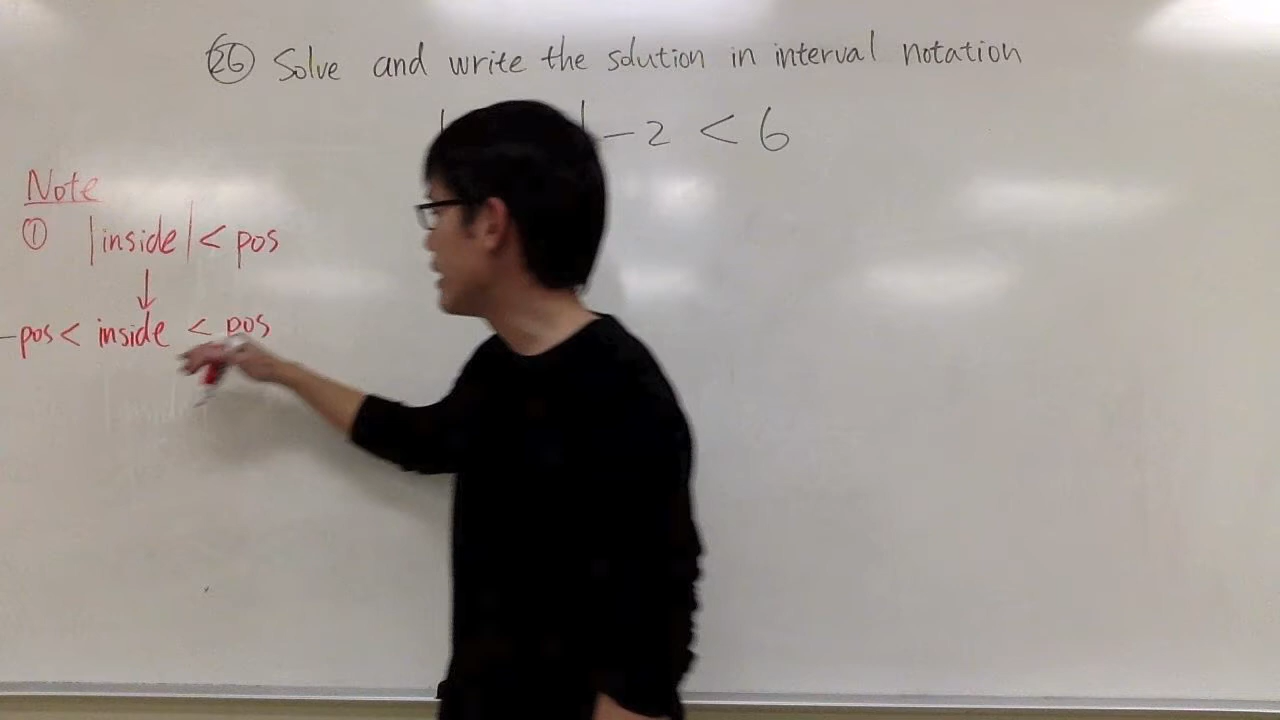 ㉖ Solve and write the solution in interval notation
| | - 2 < 6
Note
① |inside| < pos
↓
-pos < inside < pos